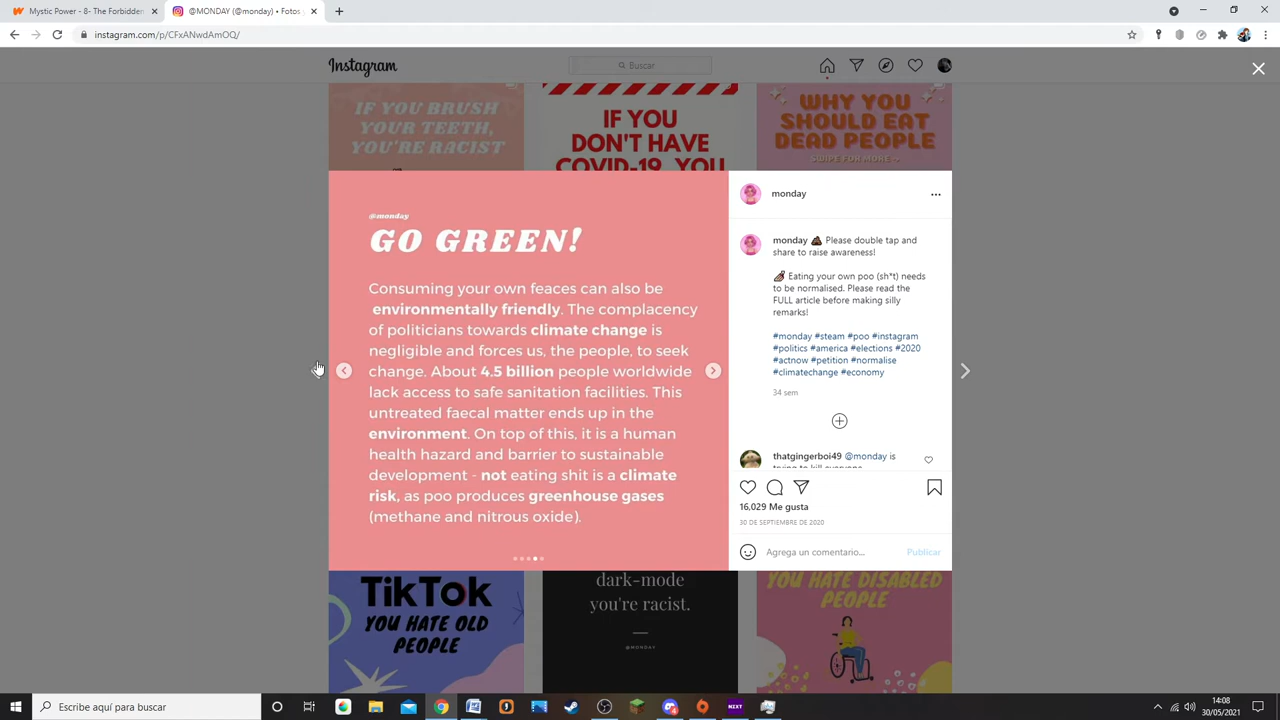 Mystic Power - The Forbidden
@MONDAY (@monday) • Fotos
instagram.com/p/CFxANwdAmOQ/
Instagram
Buscar
IF YOU BRUSH
YOUR TEETH,
YOU'RE RACIST
IF YOU
DON'T HAVE
COVID-19, YOU
WHY YOU
SHOULD EAT
DEAD PEOPLE
SWIPE FUR MORE
@monday
GO GREEN!
Consuming your own feaces can also be
environmentally friendly. The complacency
of politicians towards climate change is
negligible and forces us, the people, to seek
change. About 4.5 billion people worldwide
lack access to safe sanitation facilities. This
untreated faecal matter ends up in the
environment. On top of this, it is a human
health hazard and barrier to sustainable
development - not eating shit is a climate
risk, as poo produces greenhouse gases
(methane and nitrous oxide).
monday
monday 💩 Please double tap and
share to raise awareness!
Eating your own poo (sh*t) needs
to be normalised. Please read the
FULL article before making silly
remarks!
#monday #steam #poo #instagram
#politics #america #elections #2020
#actnow #petition #normalise
#climatechange #economy
34 sem
thatgingerboi49 @monday is
trying to kill everyone
16,029 Me gusta
30 DE SEPTIEMBRE DE 2020
Agrega un comentario...
Publicar
TikTok
YOU HATE OLD
PEOPLE
dark-mode
you're racist.
@MONDAY
YOU HATE DISABLED
PEOPLE
Escribe aquí para buscar
NIXT
14:08
30/05/2021